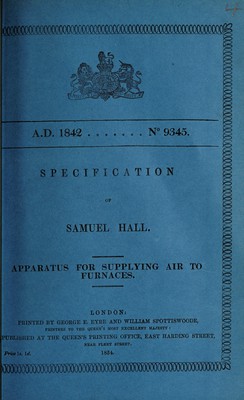 A.D. 1842 . . . . . . . N° 9345.
SPECIFICATION
OF
SAMUEL HALL.
APPARATUS FOR SUPPLYING AIR TO
FURNACES.
LONDON:
PRINTED BY GEORGE E. EYRE AND WILLIAM SPOTTISWOODE,
PRINTERS TO THE QUEEN'S MOST EXCELLENT MAJESTY:
PUBLISHED AT THE QUEEN'S PRINTING OFFICE, EAST HARDING STREET,
NEAR FLEET STREET.
Price
1854.